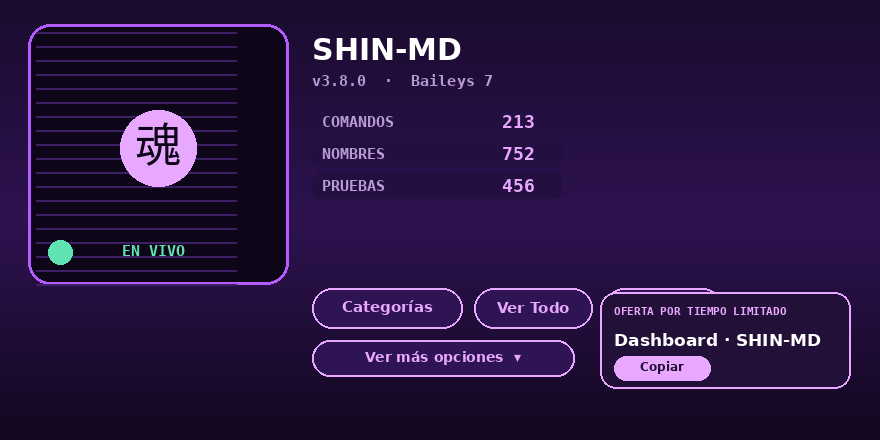 魂
EN VIVO
SHIN-MD
v3.8.0 · Baileys 7
COMANDOS 213
NOMBRES 752
PRUEBAS 456
Categorías
Ver Todo
Ver más opciones ▾
OFERTA POR TIEMPO LIMITADO
Dashboard · SHIN-MD
Copiar